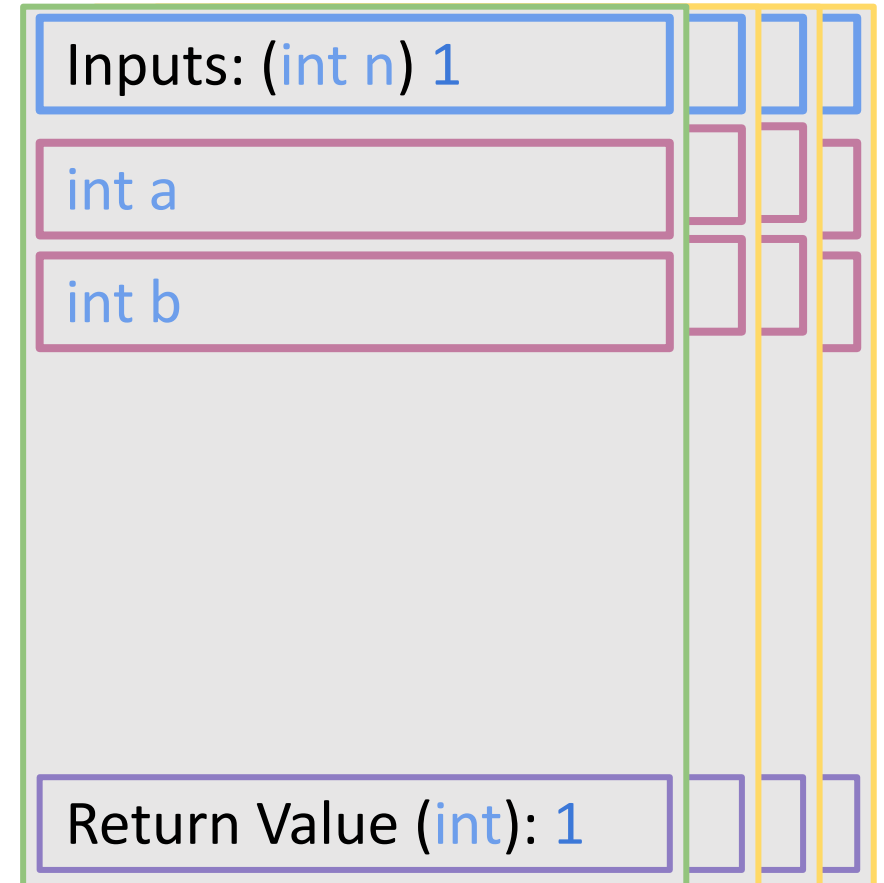 Inputs: (int n) 1
int a
int b
Return Value (int): 1